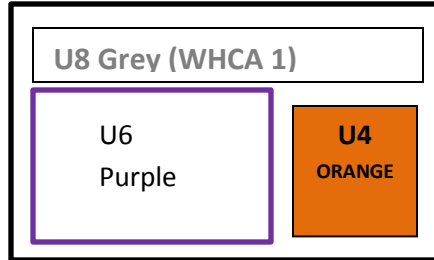 U8 Grey (WHCA 1)
U6
Purple
U4
ORANGE